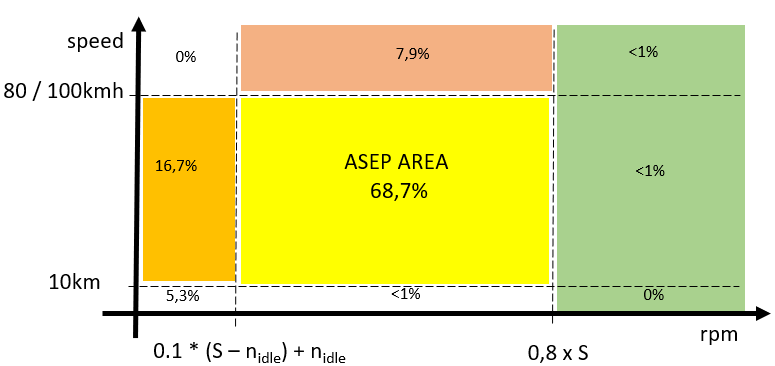 speed
0%
7,9%
<1%
80 / 100kmh
16,7%
ASEP AREA
68,7%
<1%
10km
5,3%
<1%
0%
rpm
0.1 * (S – nidle) + nidle
0,8 x S